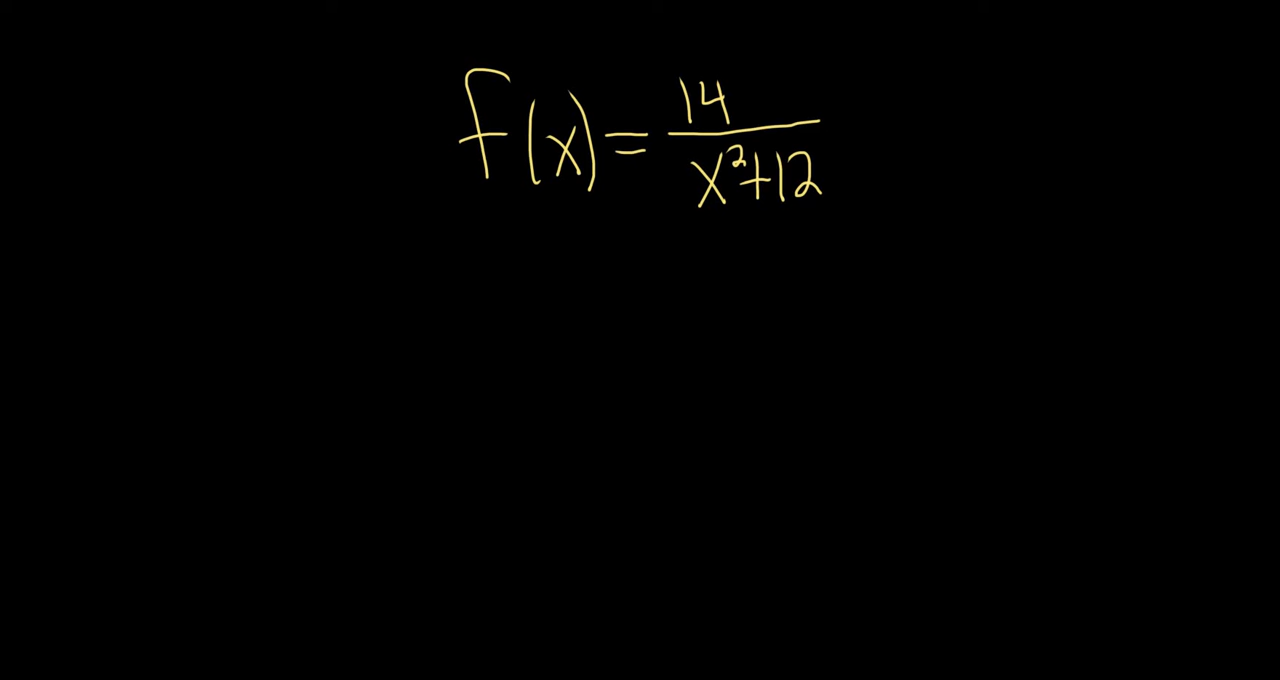 f(x) = 14/(x²+12)